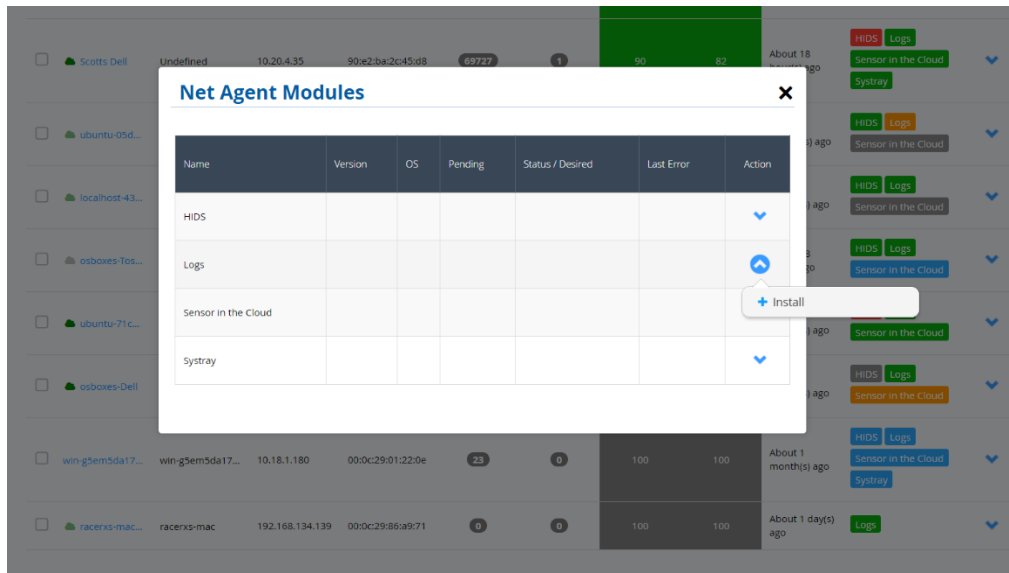 HIDS Logs
Scotts Dell Undefined 10.20.4.35 90:e2:ba:2c:45:d8 69727 1 90 82 About 18 ago Sensor in the Cloud
Systray
Net Agent Modules
ubuntu-05d... HIDS Logs
) ago Sensor in the Cloud
Name Version OS Pending Status / Desired Last Error Action
localhost-43... HIDS Logs
) ago Sensor in the Cloud
HIDS
osboxes-Tos... HIDS Logs
Sensor in the Cloud
Logs
Install
Sensor in the Cloud
ubuntu-71c... ) ago Sensor in the Cloud
Systray
osboxes-Dell HIDS Logs
) ago Sensor in the Cloud
HIDS Logs
win-g5em5da17... win-g5em5da17... 10.18.1.180 00:0c:29:01:22:0e 23 0 100 100 About 1 Sensor in the Cloud
month(s) ago Systray
racerxs-mac... racerxs-mac 192.168.134.139 00:0c:29:86:a9:71 0 0 100 100 About 1 day(s) Logs
ago